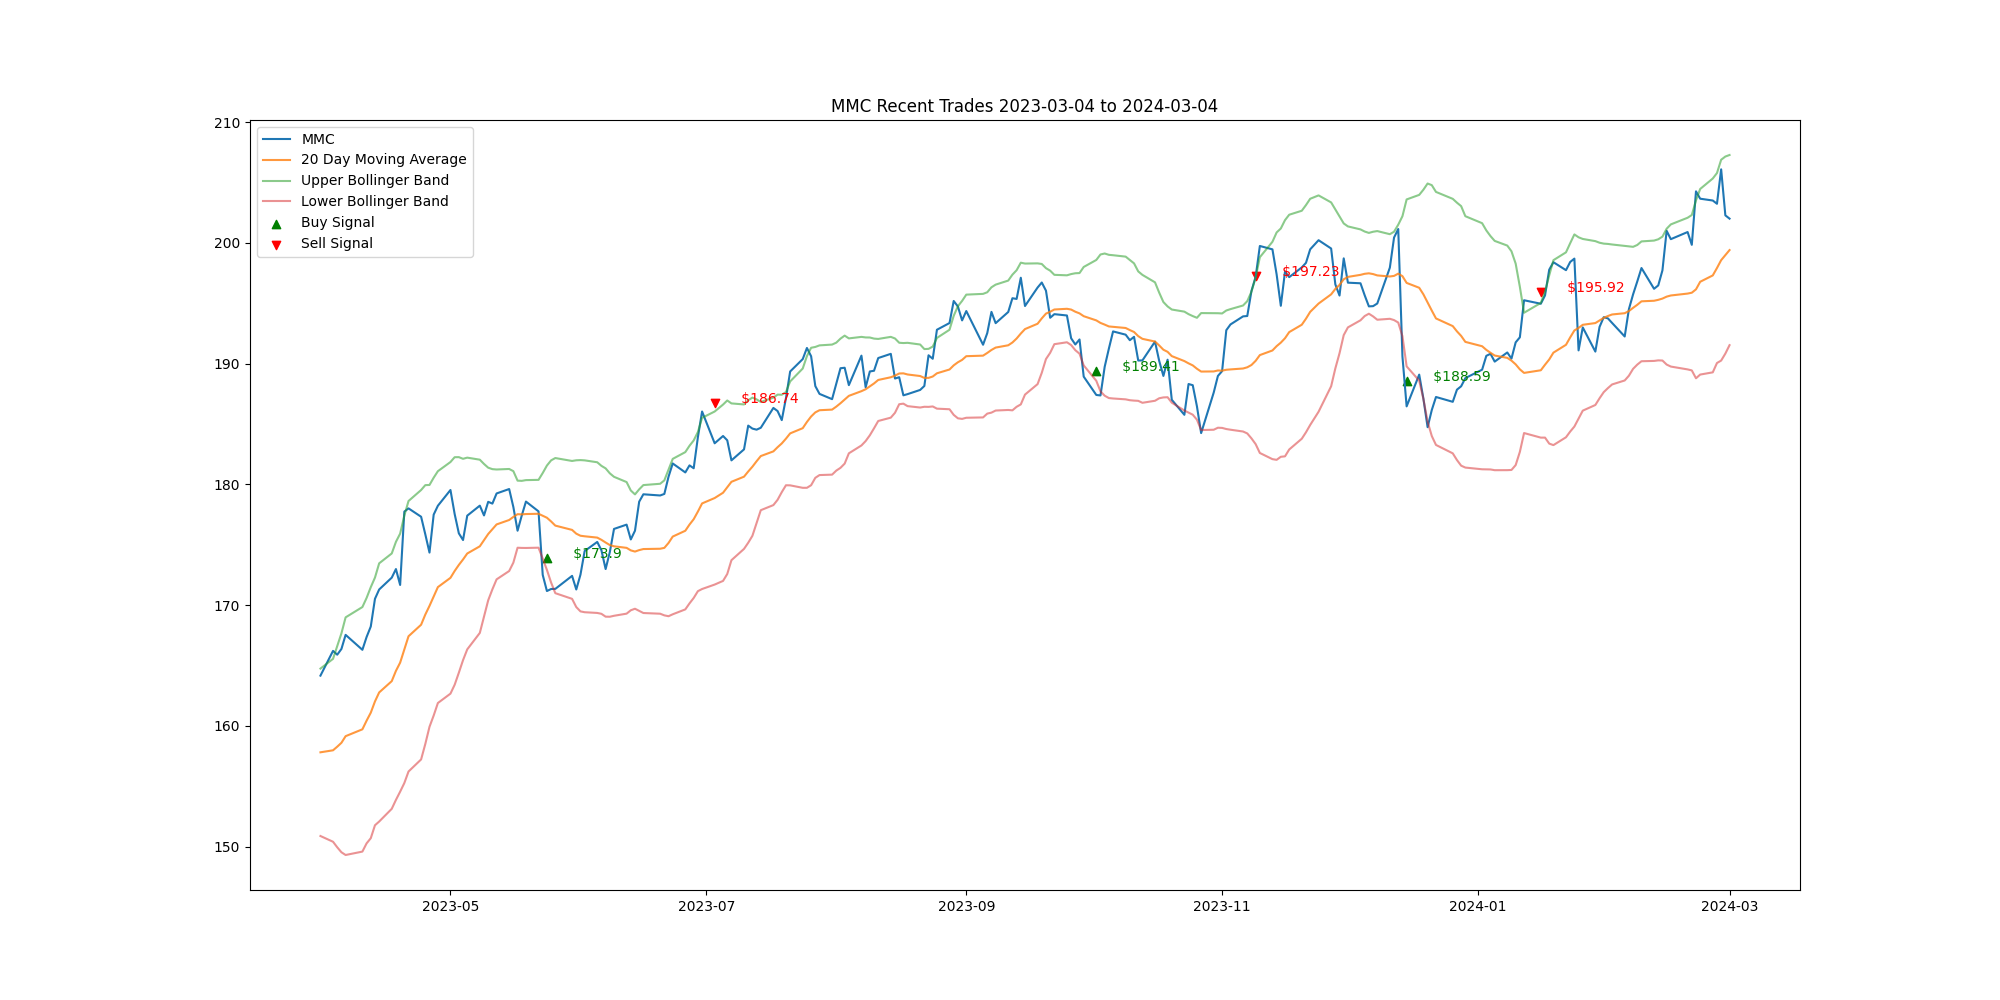 MMC Recent Trades 2023-03-04 to 2024-03-04
210
200
190
180
170
160
150
MMC
20 Day Moving Average
Upper Bollinger Band
Lower Bollinger Band
Buy Signal
Sell Signal
$197.23
$195.92
$186.74
$189.41
$188.59
$173.9
2023-05
2023-07
2023-09
2023-11
2024-01
2024-03